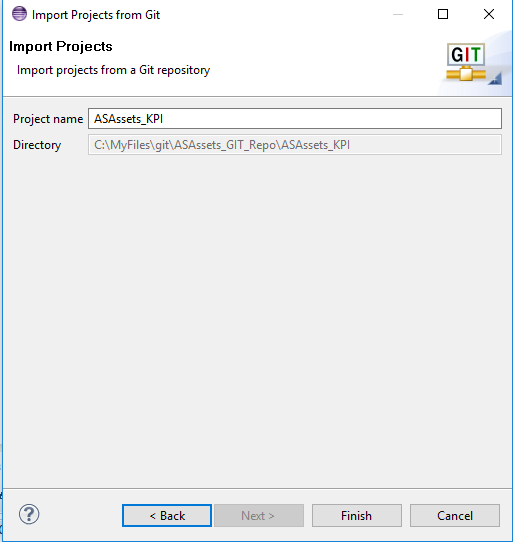 Import Projects from Git
Import Projects
Import projects from a Git repository
GIT
Project name ASAssets_KPI
Directory C:\MyFiles\git\ASAssets_GIT_Repo\ASAssets_KPI
? < Back Next > Finish Cancel